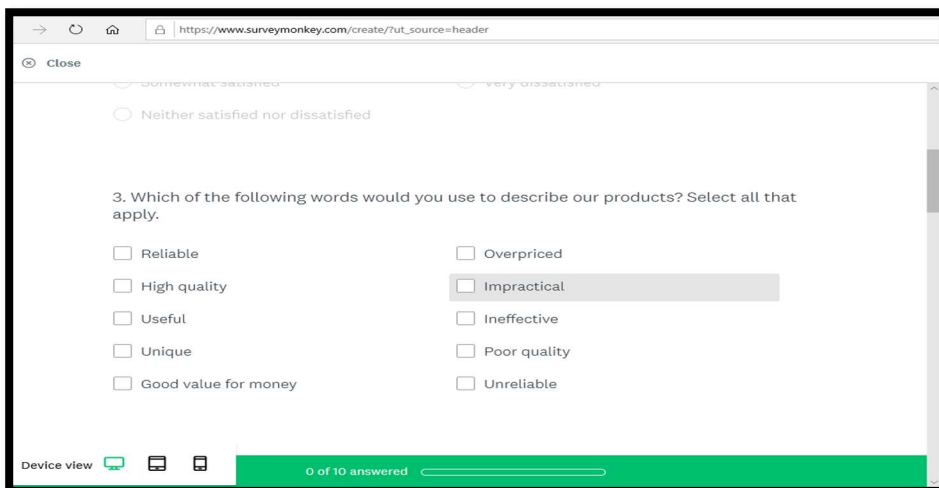 https://www.surveymonkey.com/create/?ut_source=header
Close
Somewhat satisfied
Very dissatisfied
Neither satisfied nor dissatisfied
3. Which of the following words would you use to describe our products? Select all that
apply.
Reliable
Overpriced
High quality
Impractical
Useful
Ineffective
Unique
Poor quality
Good value for money
Unreliable
Device view
0 of 10 answered